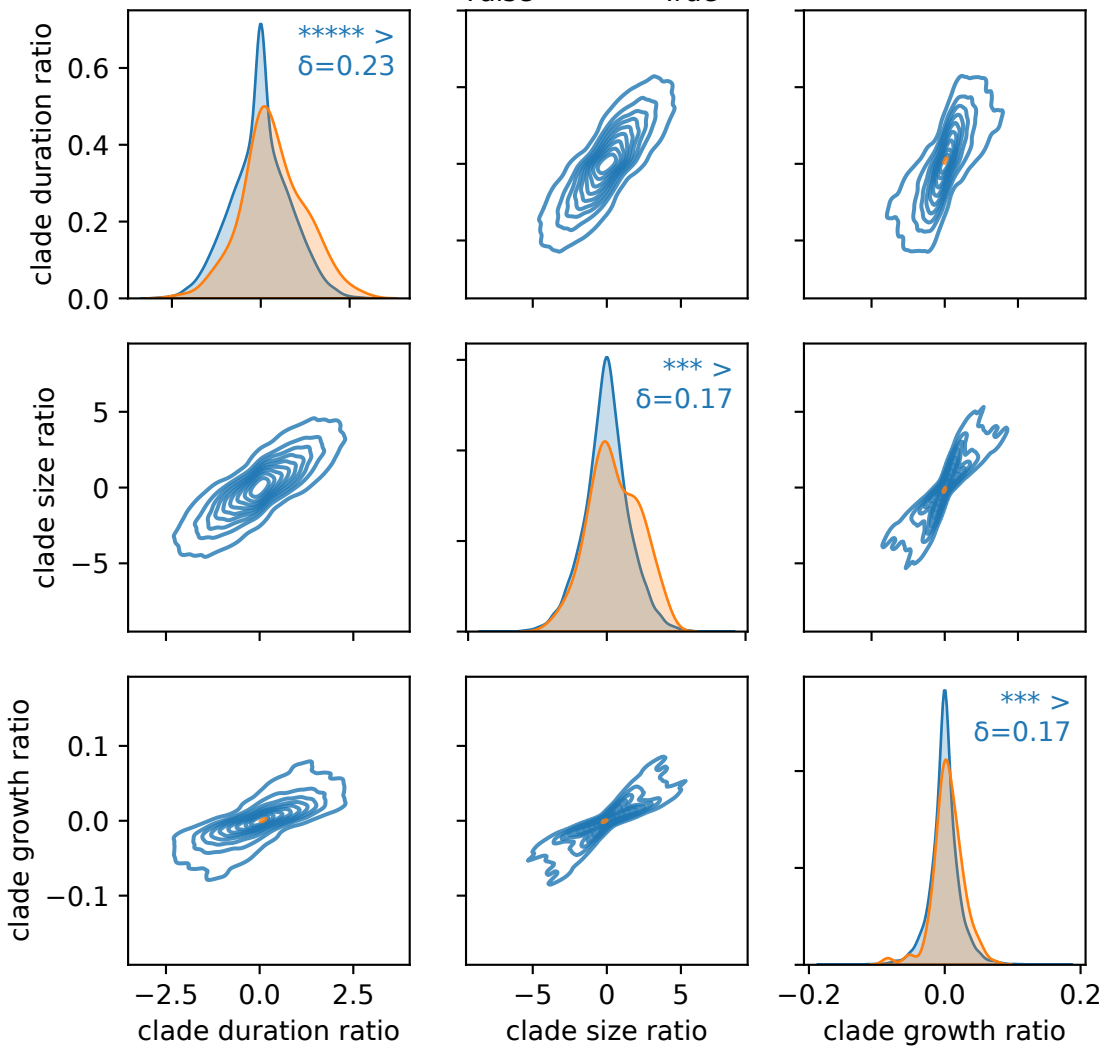 ***** >
δ=0.23
clade duration ratio
0.6
0.4
0.2
0.0
*** >
δ=0.17
clade size ratio
5
0
−5
*** >
δ=0.17
clade growth ratio
0.1
0.0
−0.1
−2.5 0.0 2.5
−5 0 5
−0.2 0.0 0.2
clade duration ratio
clade size ratio
clade growth ratio